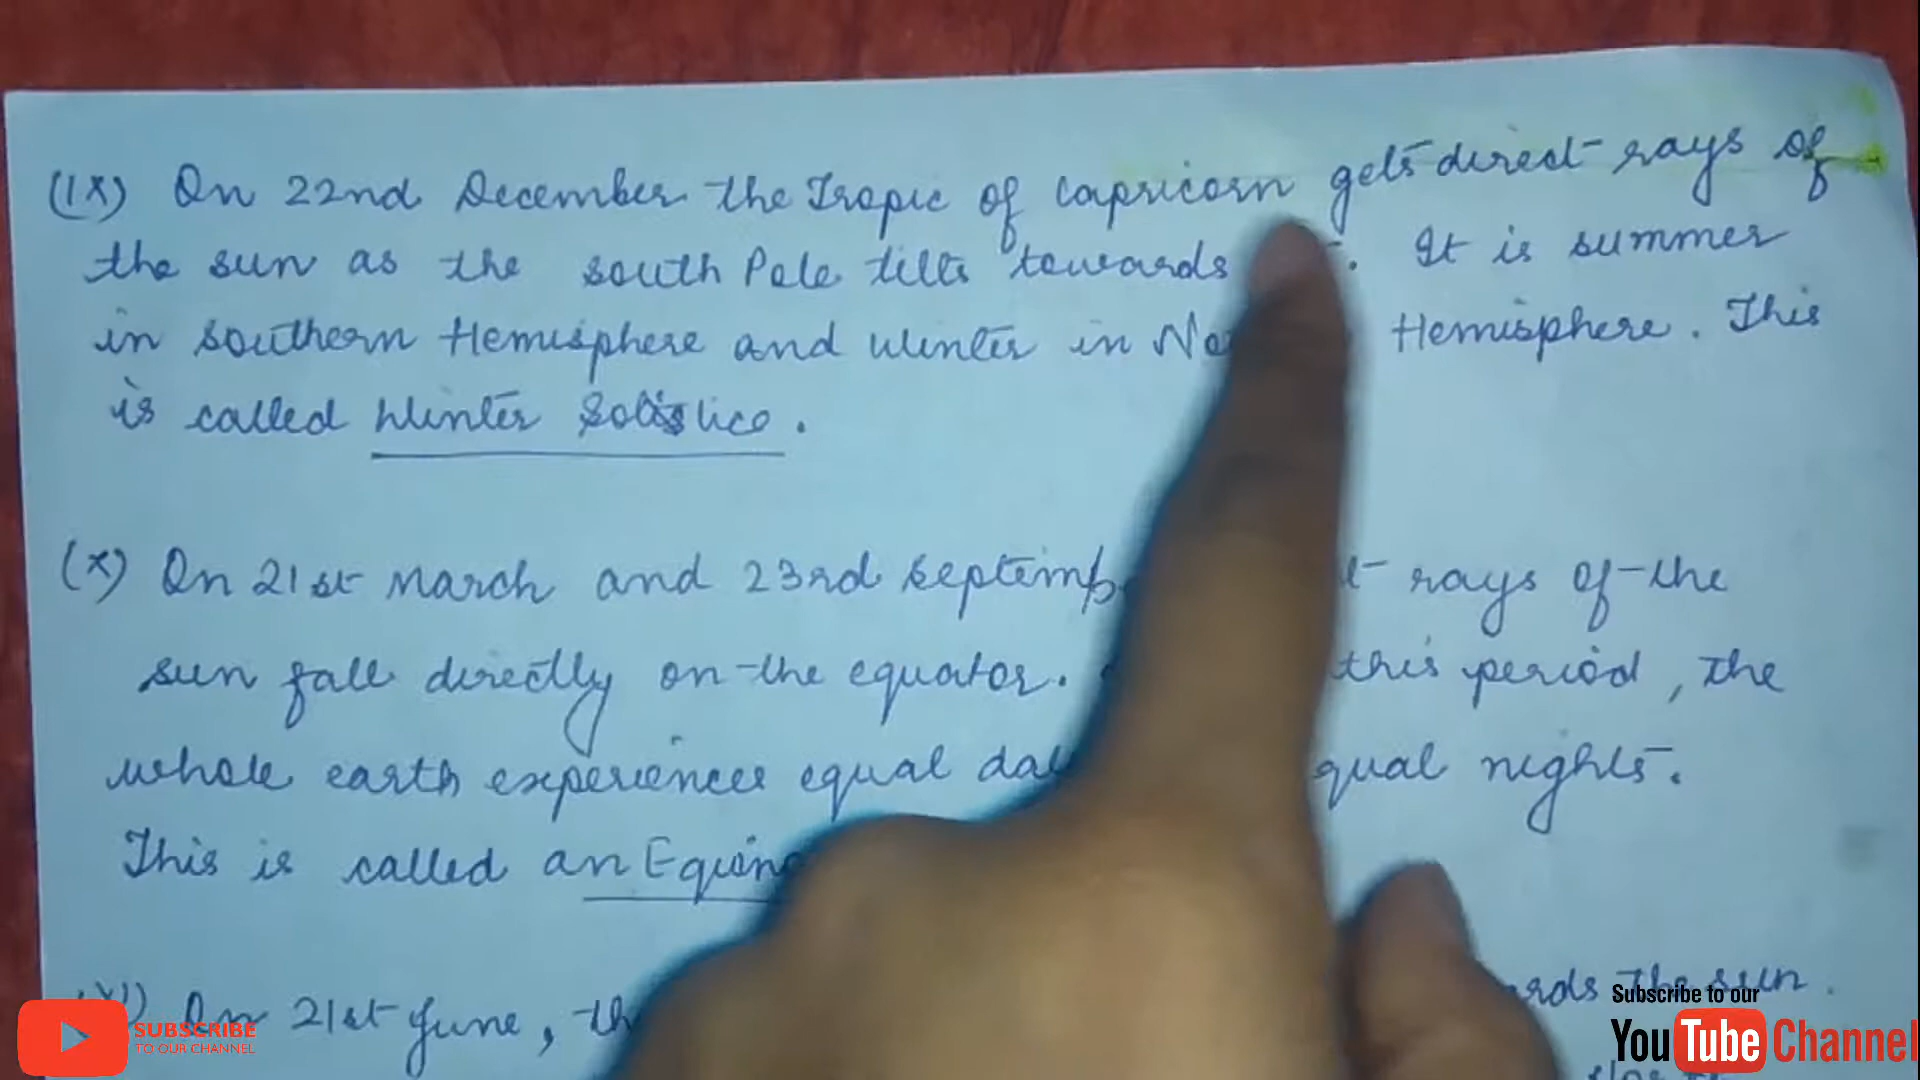 (IX) On 22nd December the Tropic of Capricorn gets direct rays of
the sun as the south Pole tilts towards . It is summer
in Southern Hemisphere and Winter in Hemisphere. This
is called Winter Solistice.
(X) On 21st March and 23rd rays of the
sun fall directly on the equator. this period, the
whole earth experiences equal nights.
This is called an
On 21st June, the sun.
SUBSCRIBE
TO OUR CHANNEL
Subscribe to our
YouTube Channel